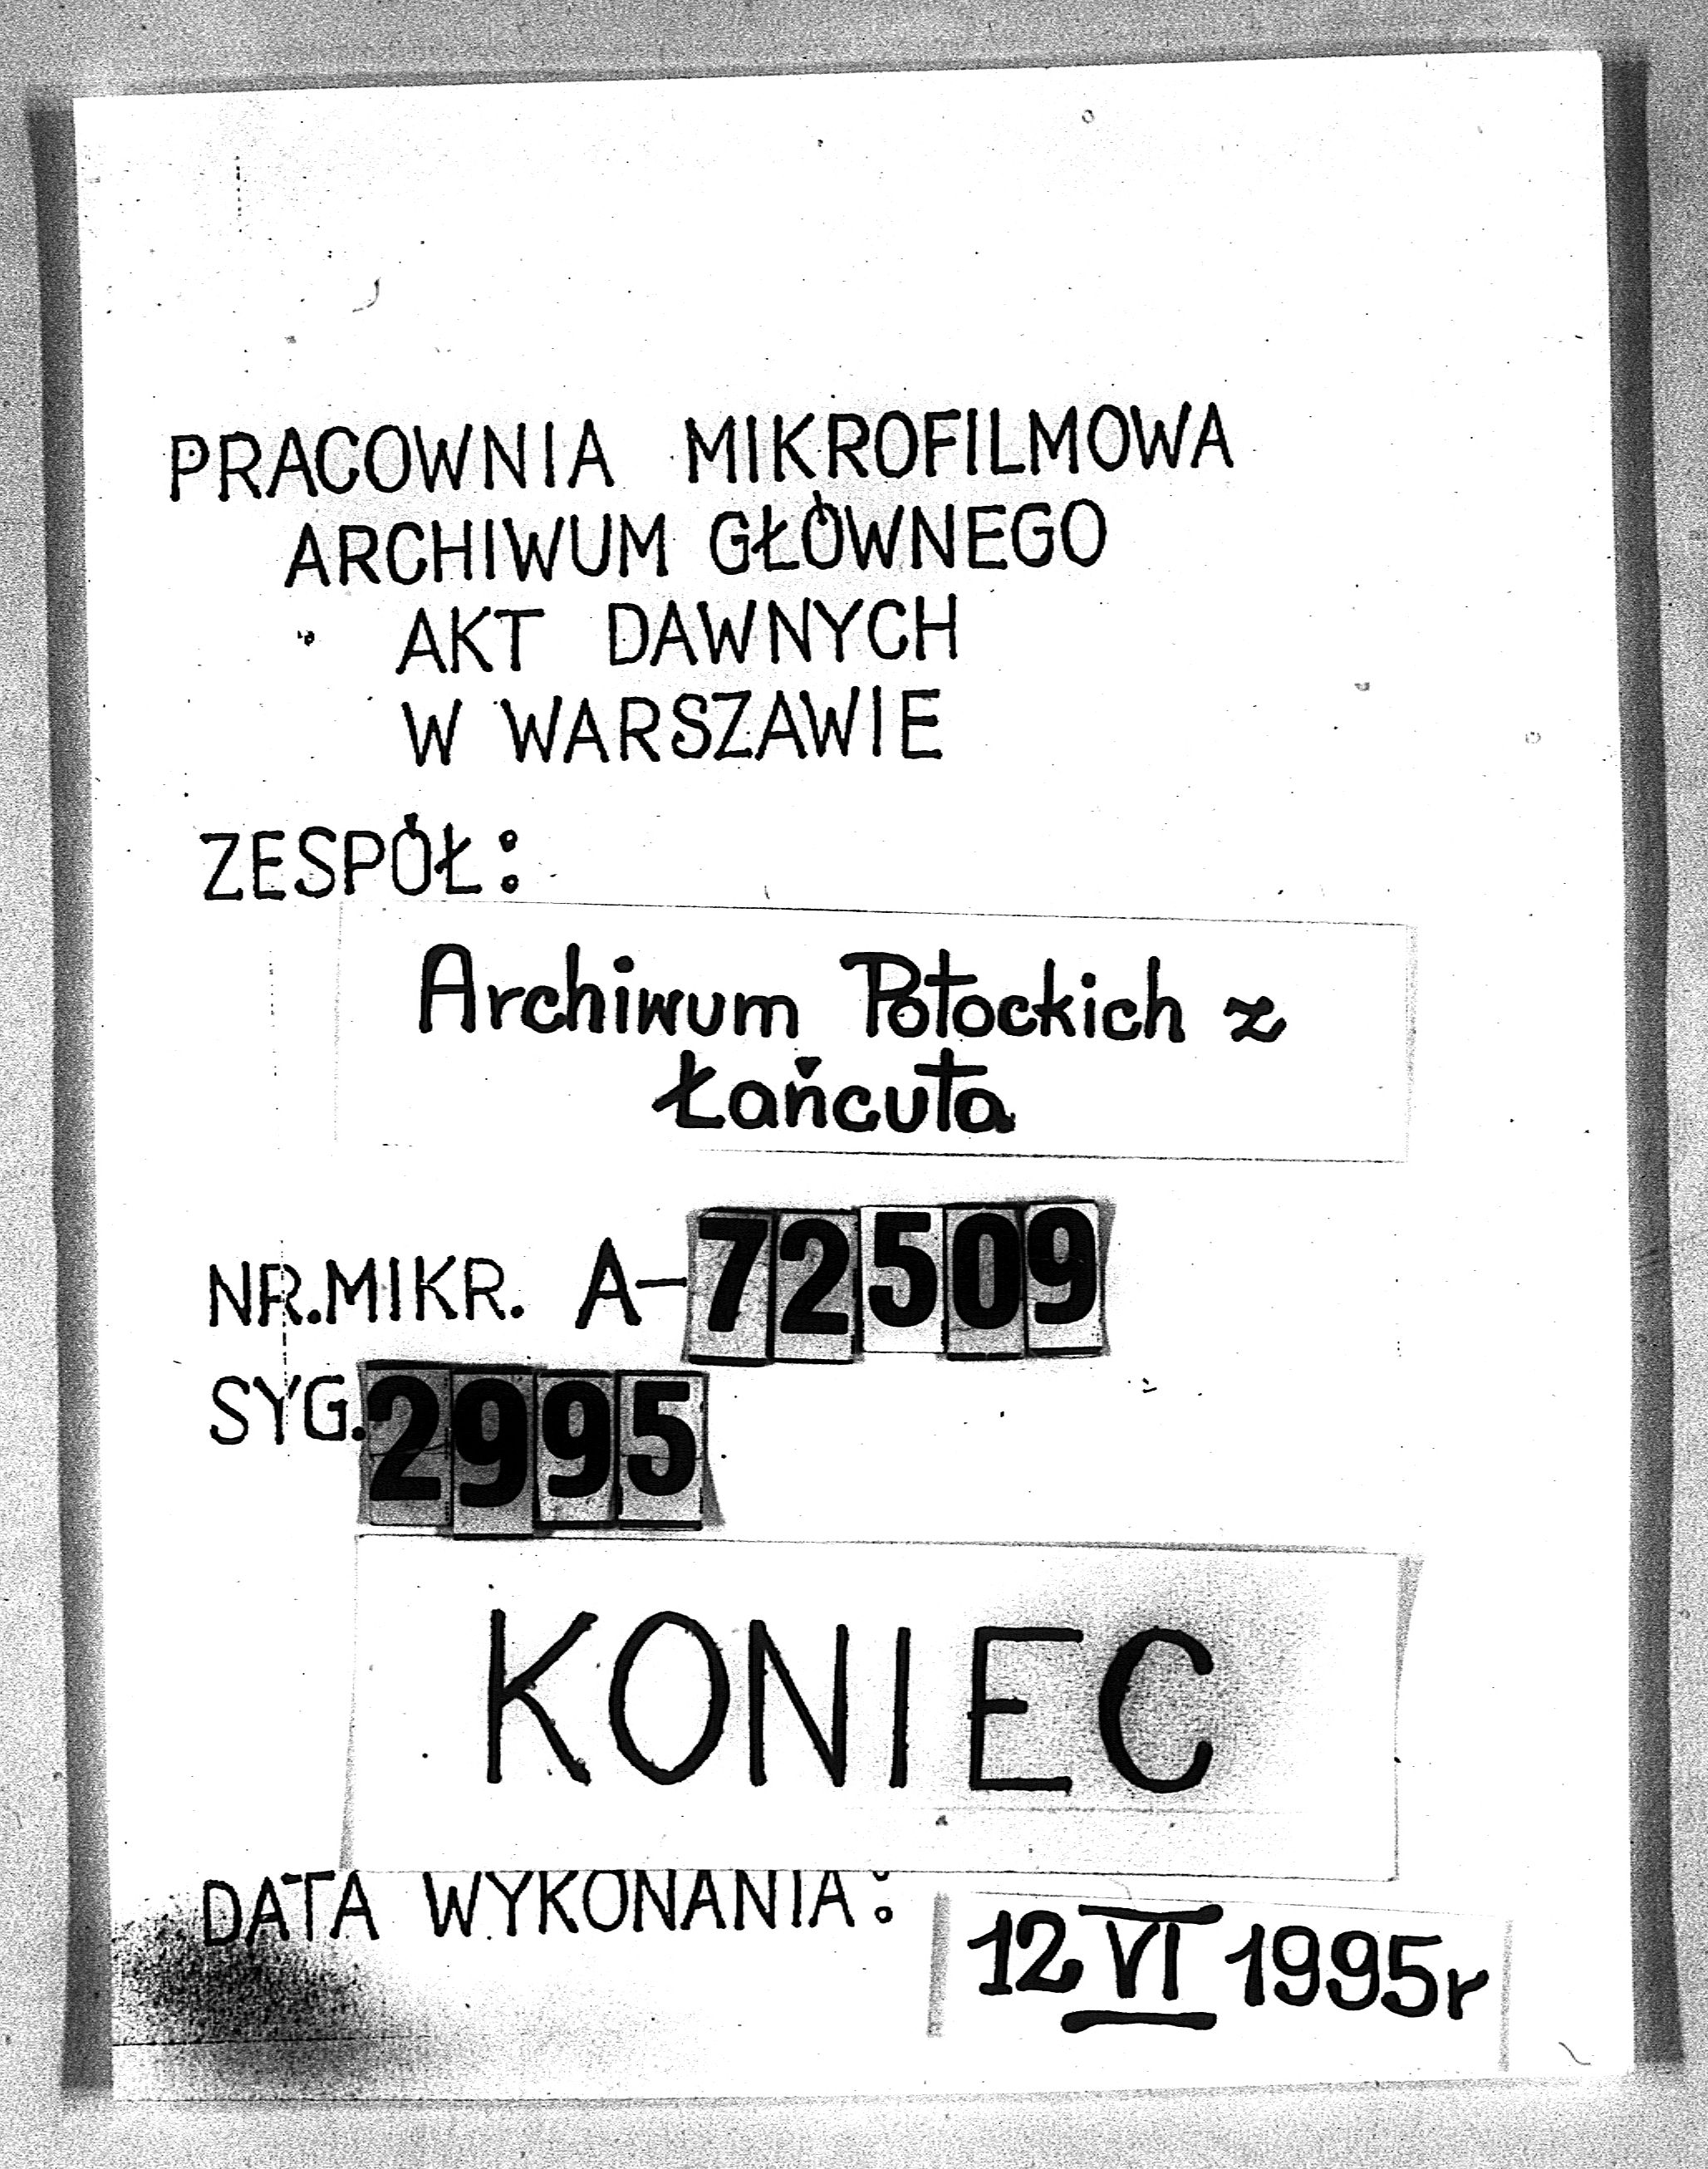 PRACOWNIA MIKROFILMOWA
ARCHIWUM GŁÓWNEGO
AKT DAWNYCH
W WARSZAWIE
ZESPÓŁ:
Archiwum Potockich z
Łańcuta
NR.MIKR. A-72509
SYG.2995
KONIEC
DATA WYKONANIA:
12 VI 1995r